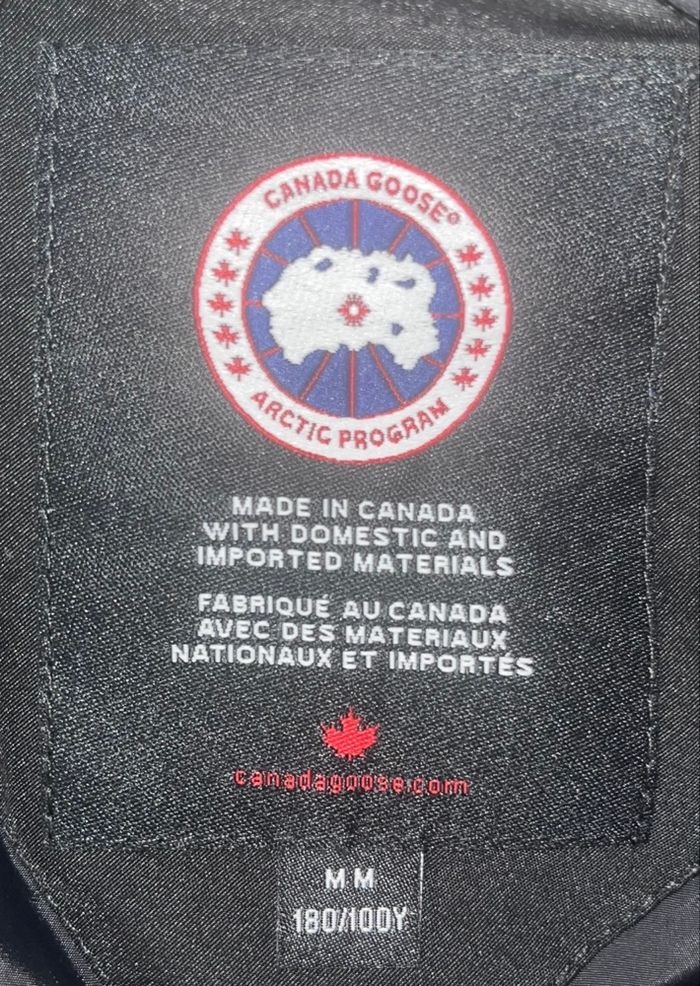 CANADA GOOSE®
ARCTIC PROGRAM
MADE IN CANADA
WITH DOMESTIC AND
IMPORTED MATERIALS
FABRIQUÉ AU CANADA
AVEC DES MATERIAUX
NATIONAUX ET IMPORTÉS
canadagoose.com
M M
180/100Y